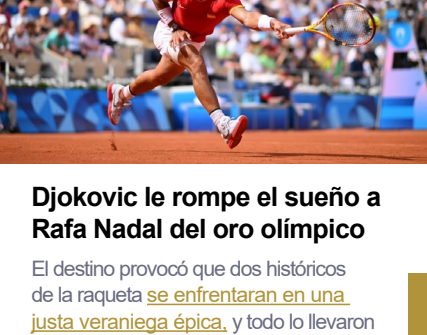 Djokovic le rompe el sueño a
Rafa Nadal del oro olímpico
El destino provocó que dos históricos
de la raqueta se enfrentaran en una
justa veraniega épica, y todo lo llevaron